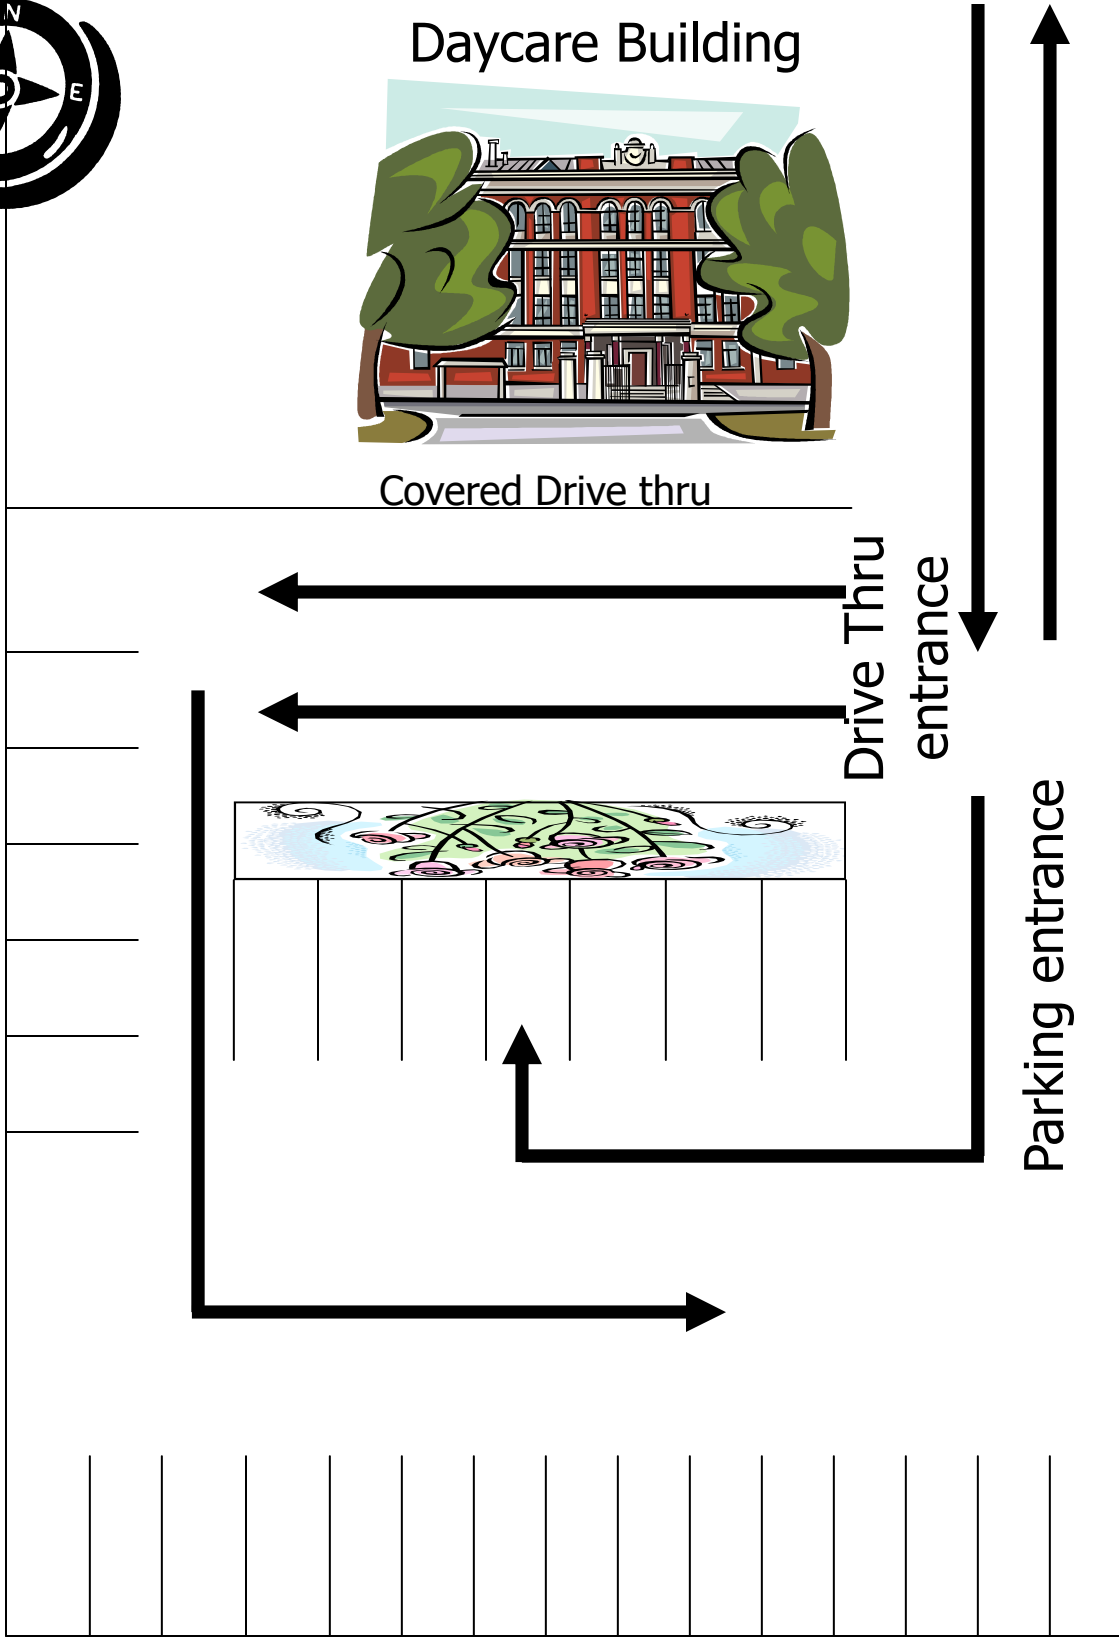 N
E
Daycare Building
Covered Drive thru
Drive Thru
entrance
Parking entrance